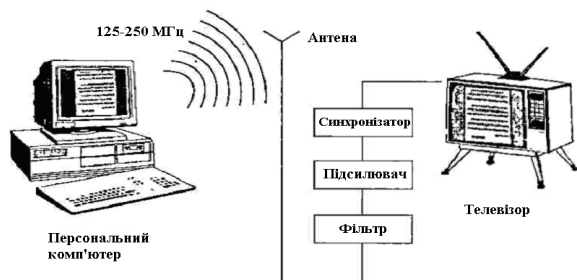 125-250 МГц
Антена
Синхронізатор
Підсилювач
Фільтр
Телевізор
Персональний
комп'ютер